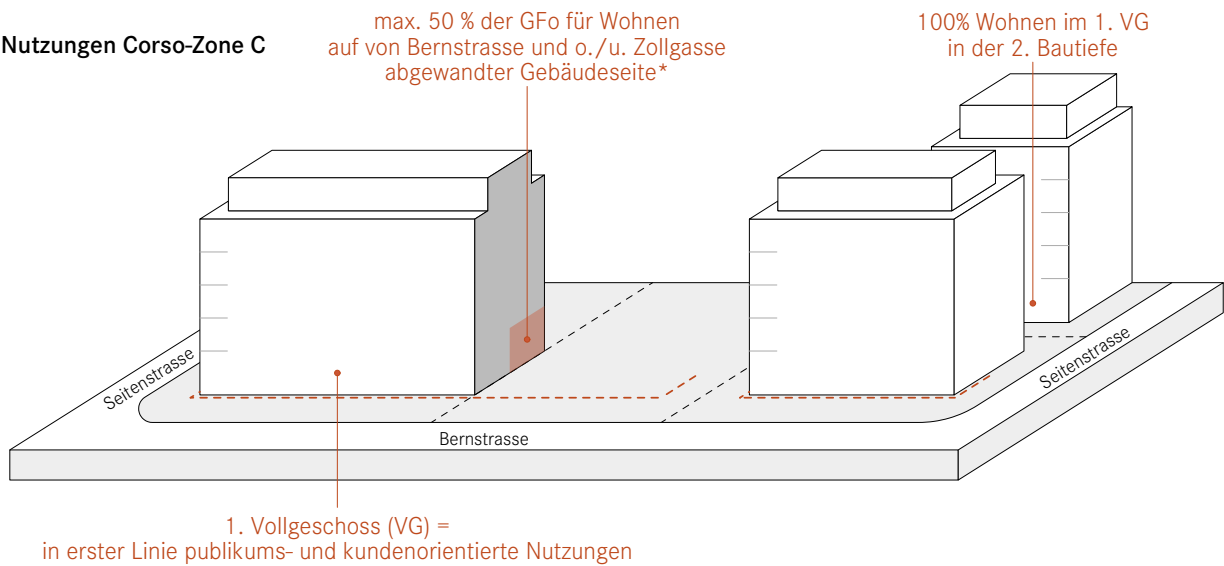 Nutzungen Corso-Zone C
max. 50 % der GFo für Wohnen
auf von Bernstrasse und o./u. Zollgasse
abgewandter Gebäudeseite*
100% Wohnen im 1. VG
in der 2. Bautiefe
Seitenstrasse
Seitenstrasse
Bernstrasse
1. Vollgeschoss (VG) =
in erster Linie publikums- und kundenorientierte Nutzungen